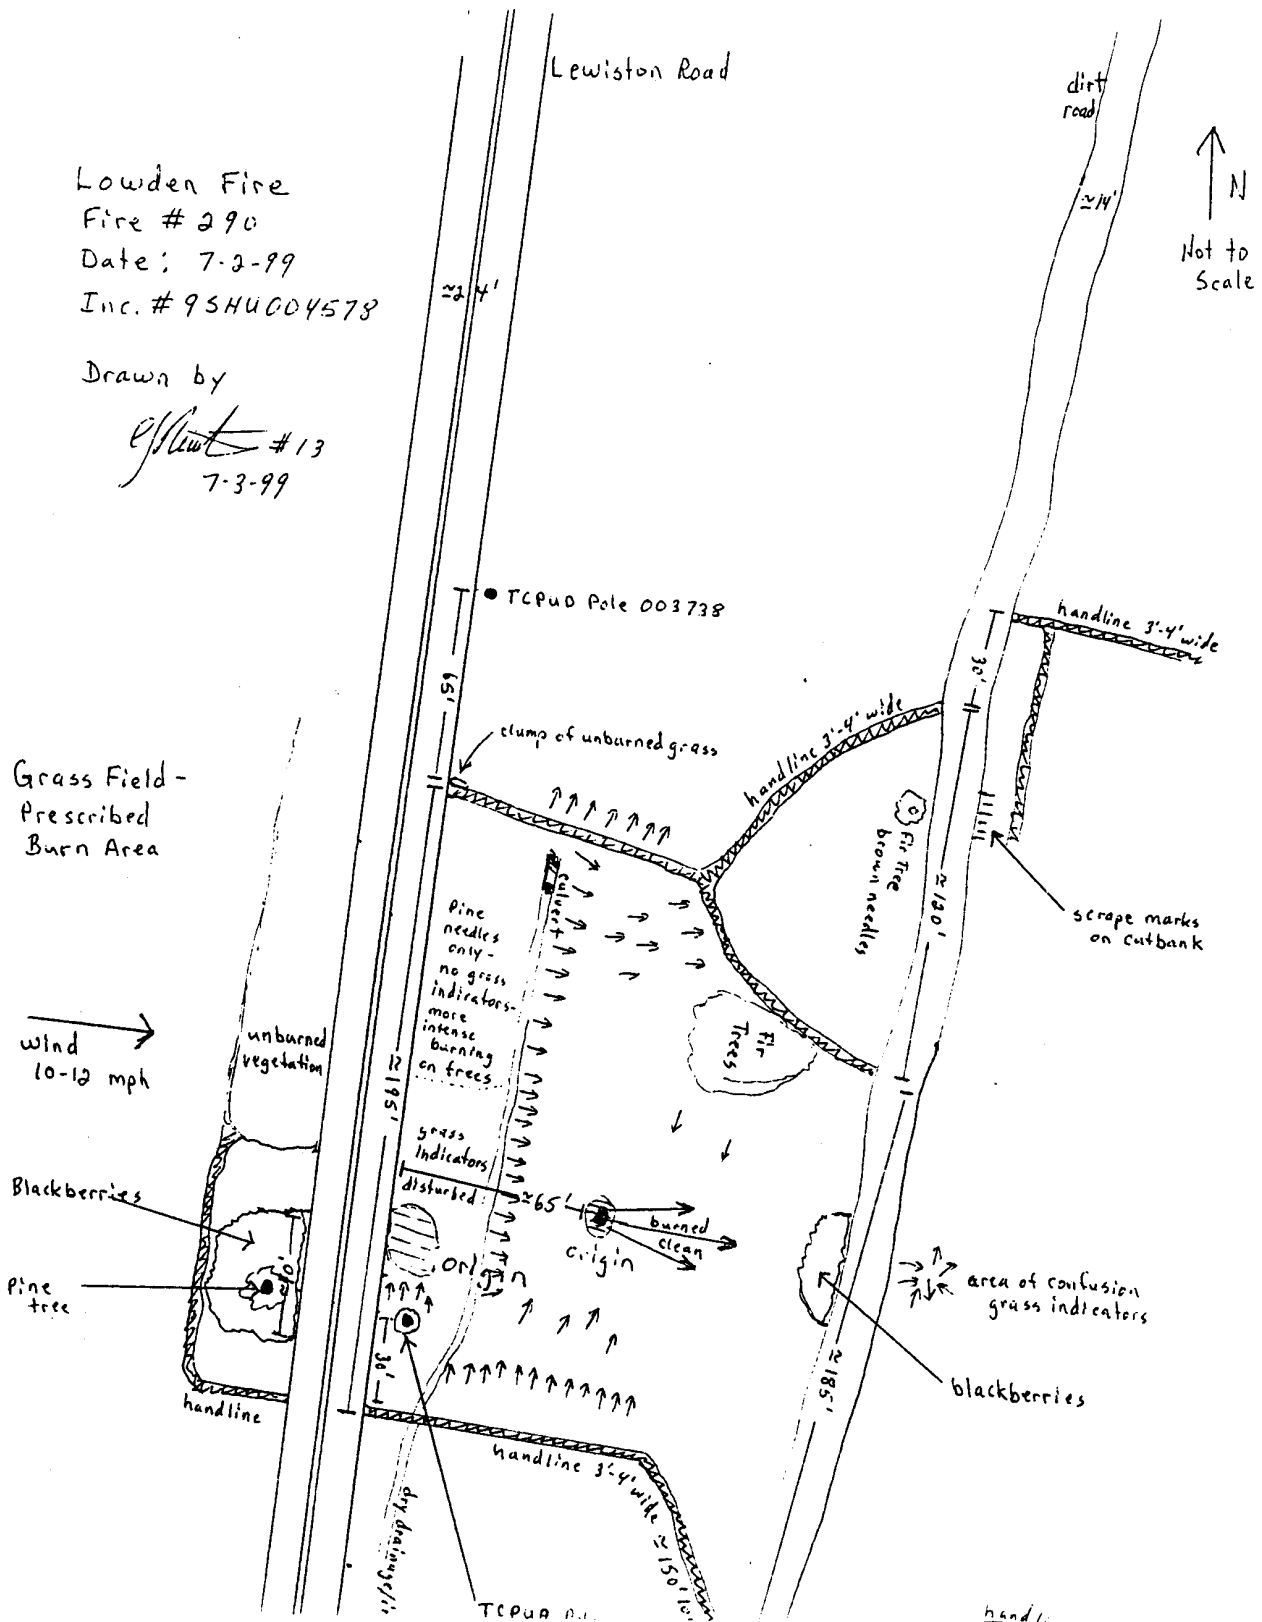 Lewiston Road
dirt
road
N
Not to
Scale
≃14'
Lowden Fire
Fire # 290
Date: 7-2-99
Inc. # 9SHU004578
≃24'
Drawn by
#13
7-3-99
TCPUD Pole 003738
handline 3'-4' wide
30'
65'
clump of unburned grass
handline 3'-4' wide
Grass Field -
Prescribed
Burn Area
Fir Tree
brown needles
≃120'
scrape marks
on cutbank
culvert
Pine
needles
only -
no grass
indicators-
more
intense
burning
on trees
Fir
Trees
wind
10-12 mph
unburned
vegetation
≃195'
grass
indicators
disturbed
≃65'
burned
clean
origin
origin
Blackberries
Pine
tree
area of confusion
grass indicators
30'
≃185'
blackberries
handline
handline 3'-4' wide ≃150'
dry drainage
TCPUD